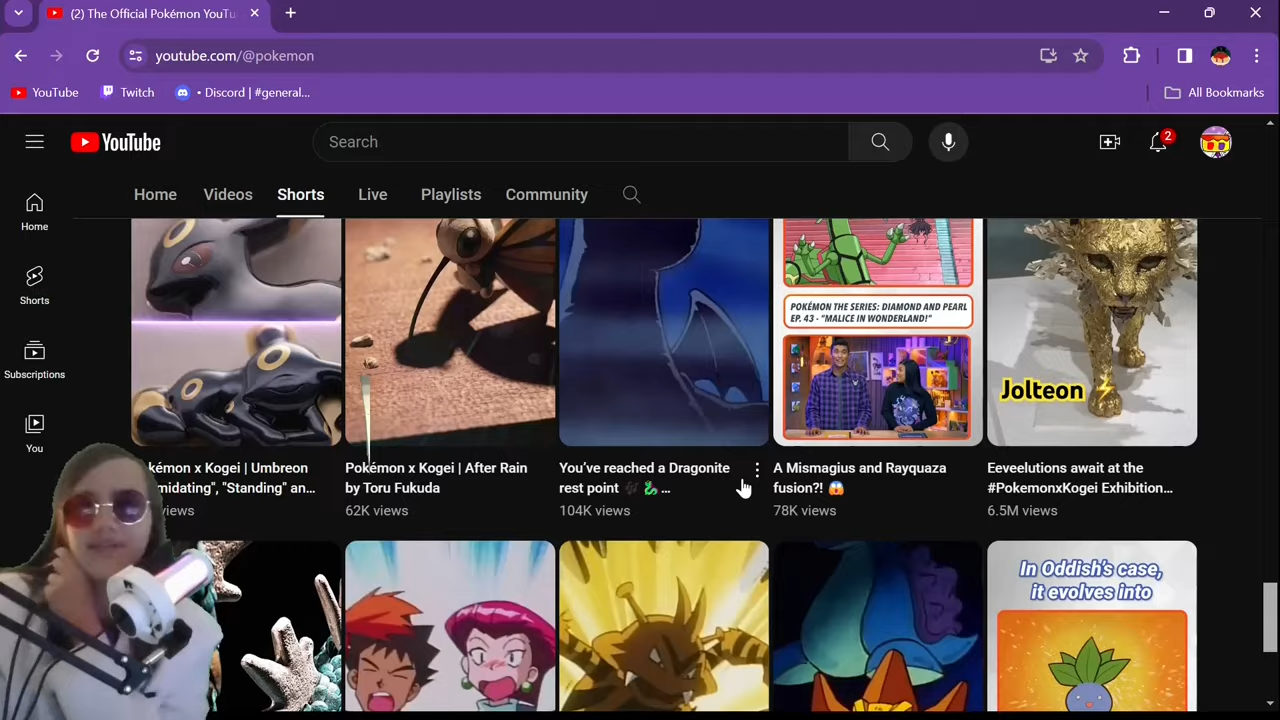 (2) The Official Pokémon YouTu
youtube.com/@pokemon
YouTube
Twitch
• Discord | #general...
All Bookmarks
YouTube
Search
2
Home
Videos
Shorts
Live
Playlists
Community
Home
Shorts
Subscriptions
You
POKÉMON THE SERIES: DIAMOND AND PEARL
EP. 43 - "MALICE IN WONDERLAND!"
Jolteon
kémon x Kogei | Umbreon
midating", "Standing" an...
views
Pokémon x Kogei | After Rain
by Toru Fukuda
62K views
You've reached a Dragonite
rest point 🎶 🐉 ...
104K views
A Mismagius and Rayquaza
fusion?! 😱
78K views
Eeveelutions await at the
#PokemonxKogei Exhibition...
6.5M views
In Oddish's case,
it evolves into